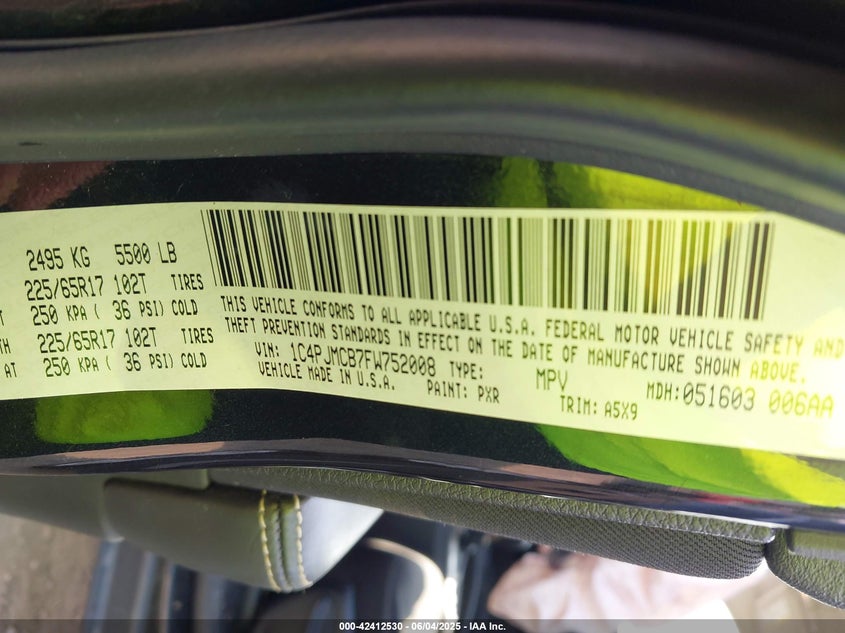 2495 KG 5500 LB
225/65R17 102T TIRES
250 KPA ( 36 PSI) COLD
225/65R17 102T TIRES
AT 250 KPA ( 36 PSI) COLD
THIS VEHICLE CONFORMS TO ALL APPLICABLE U.S.A. FEDERAL MOTOR VEHICLE SAFETY AND
THEFT PREVENTION STANDARDS IN EFFECT ON THE DATE OF MANUFACTURE SHOWN ABOVE.
VIN: 1C4PJMCB7FW752008 TYPE: MPV MDH:051603 006AA
VEHICLE MADE IN U.S.A. PAINT: PXR TRIM: A5X9
000-42412530 - 06/04/2025 - IAA Inc.